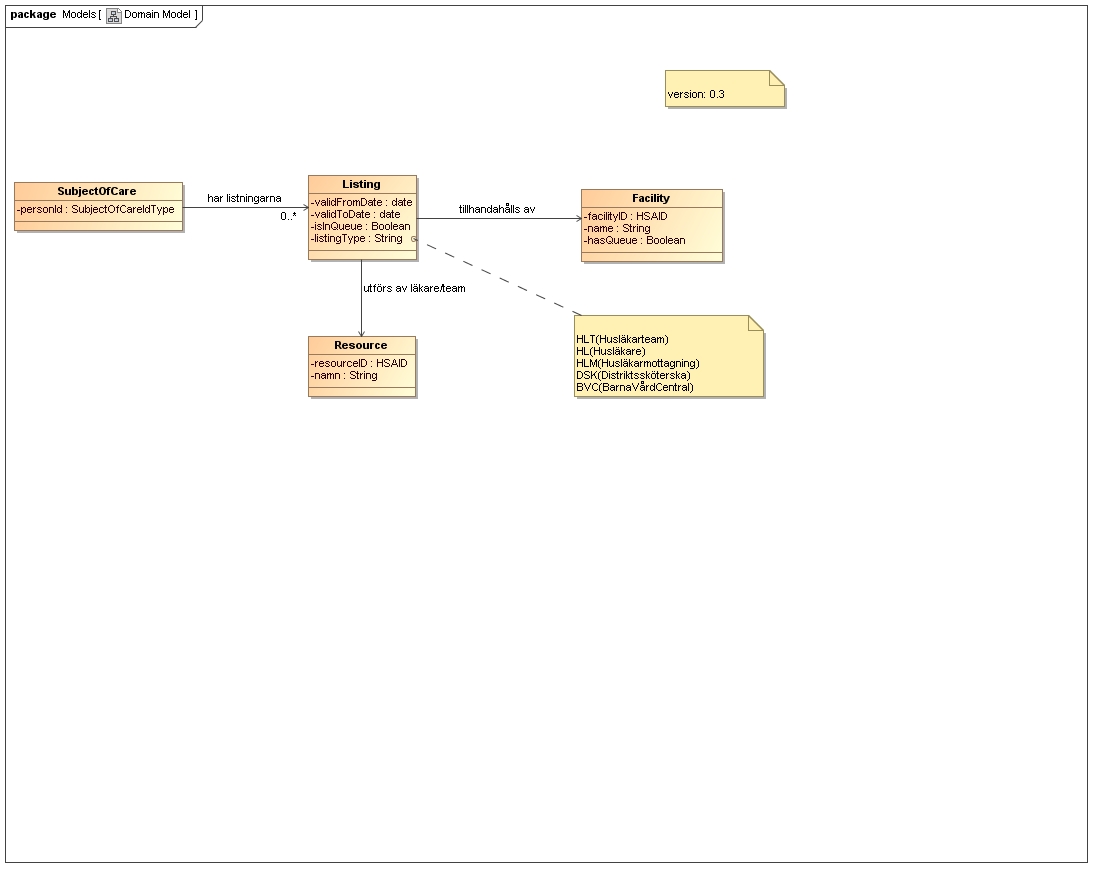 package Models [ Domain Model ]
version: 0.3
SubjectOfCare
-personId : SubjectOfCareIdType
har listningarna
0..*
Listing
-validFromDate : date
-validToDate : date
-isInQueue : Boolean
-listingType : String
tillhandahålls av
Facility
-facilityID : HSAID
-name : String
-hasQueue : Boolean
utförs av läkare/team
Resource
-resourceID : HSAID
-namn : String
HLT(Husläkarteam)
HL(Husläkare)
HLM(Husläkarmottagning)
DSK(Distriktssköterska)
BVC(BarnaVårdCentral)